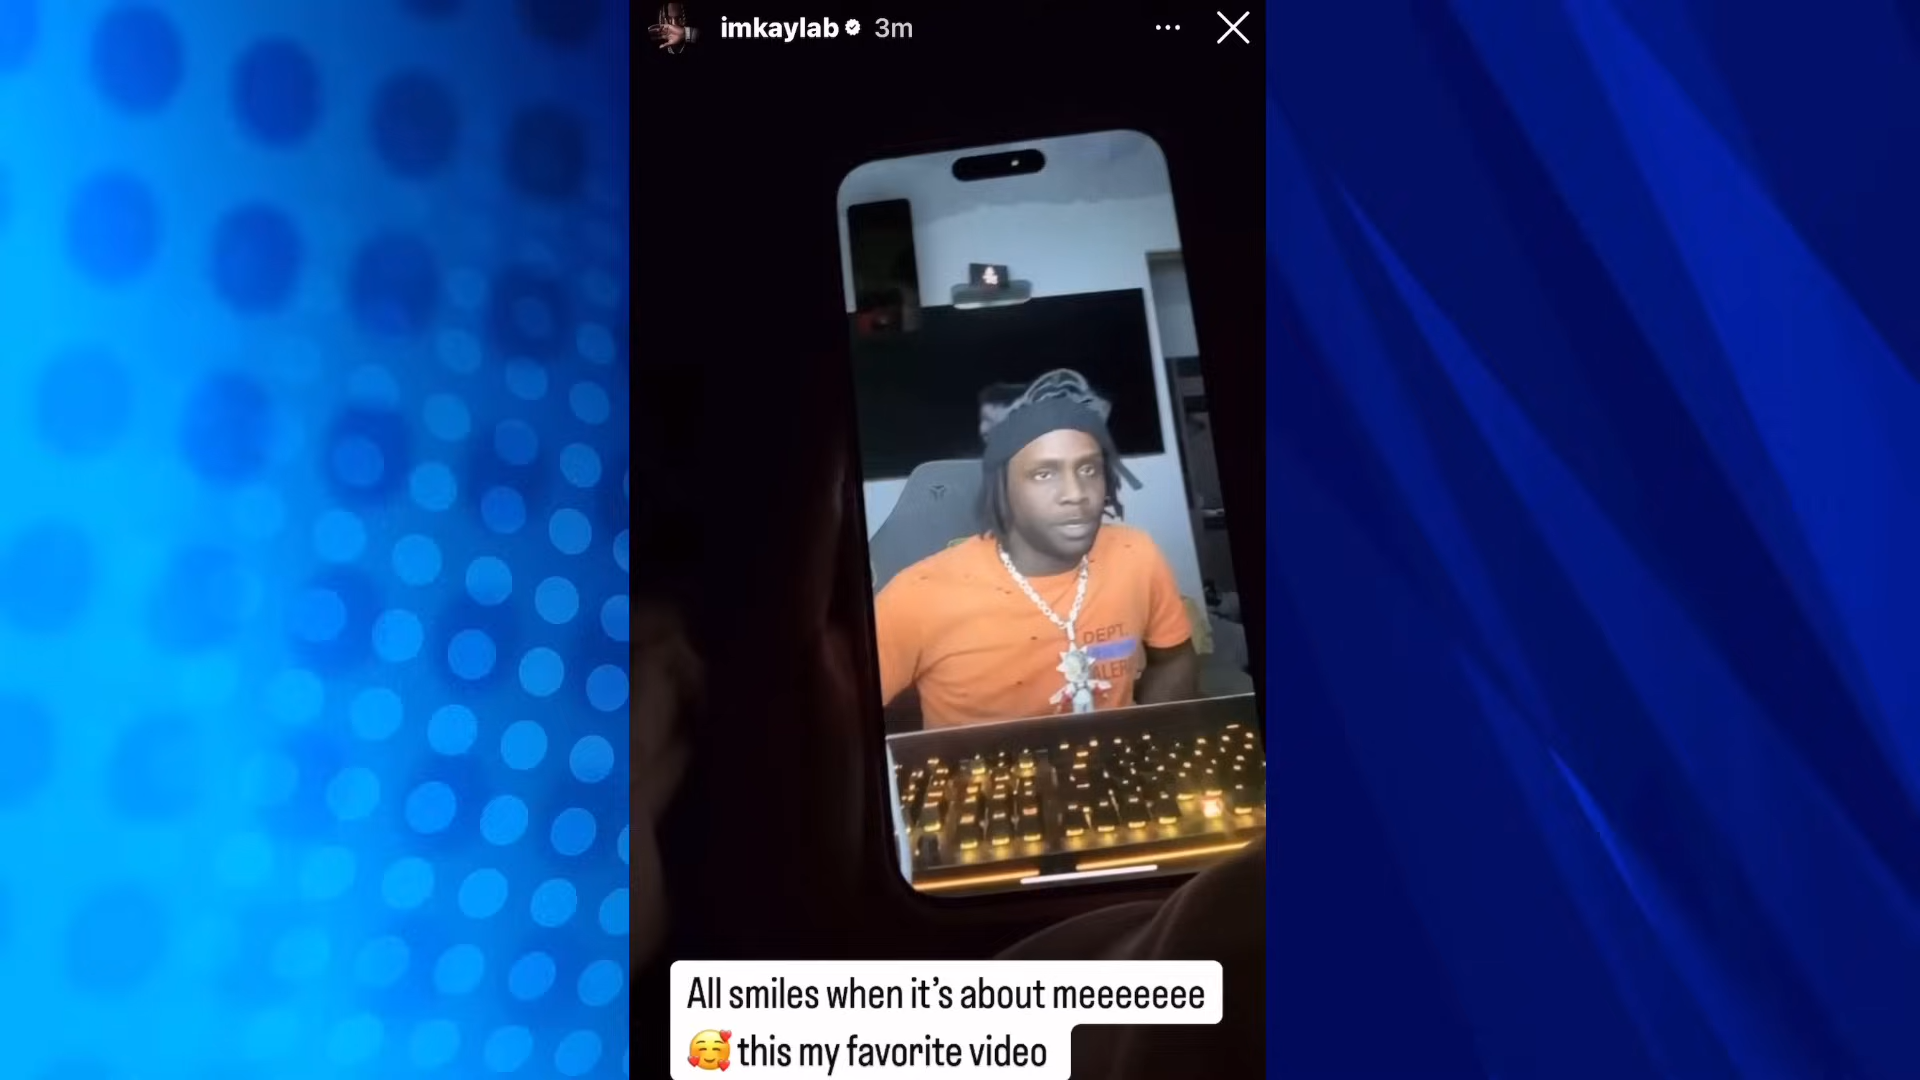 imkaylab 3m
DEPT.
All smiles when it's about meeeeeee
🥰 this my favorite video